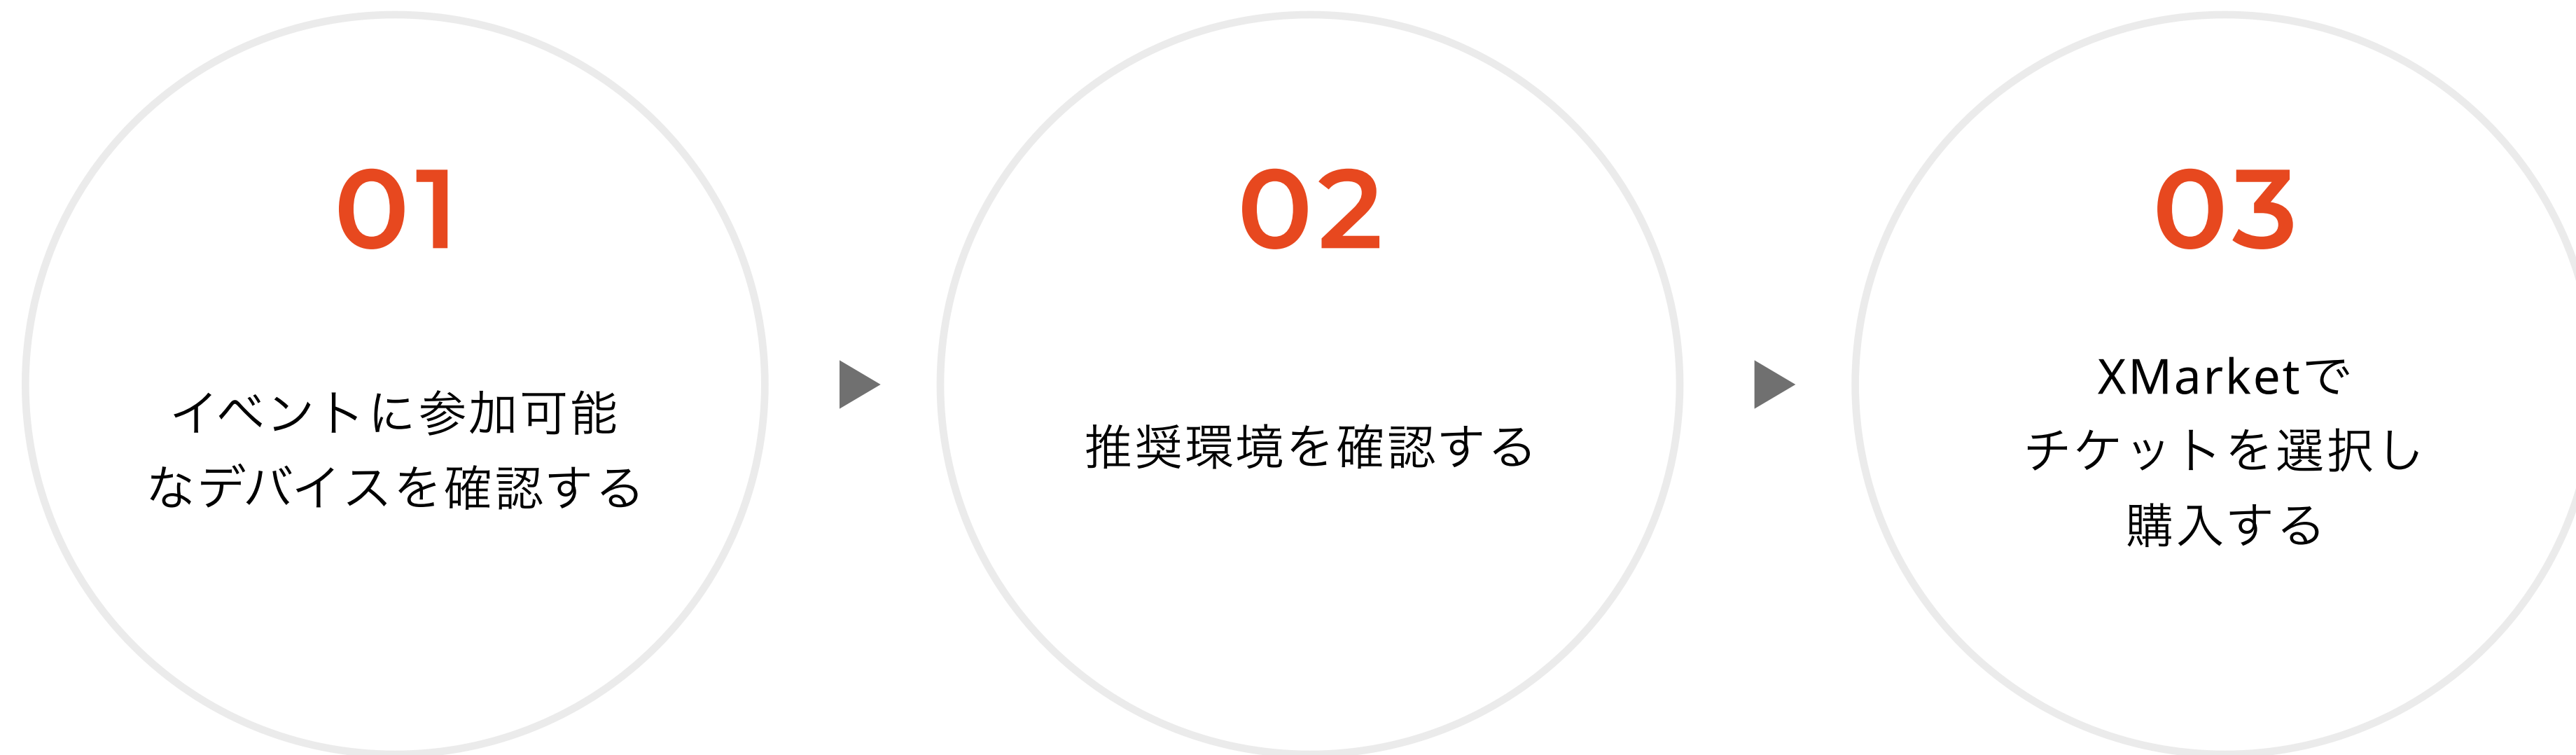 01
イベントに参加可能
なデバイスを確認する
02
推奨環境を確認する
03
XMarketで
チケットを選択し
購入する